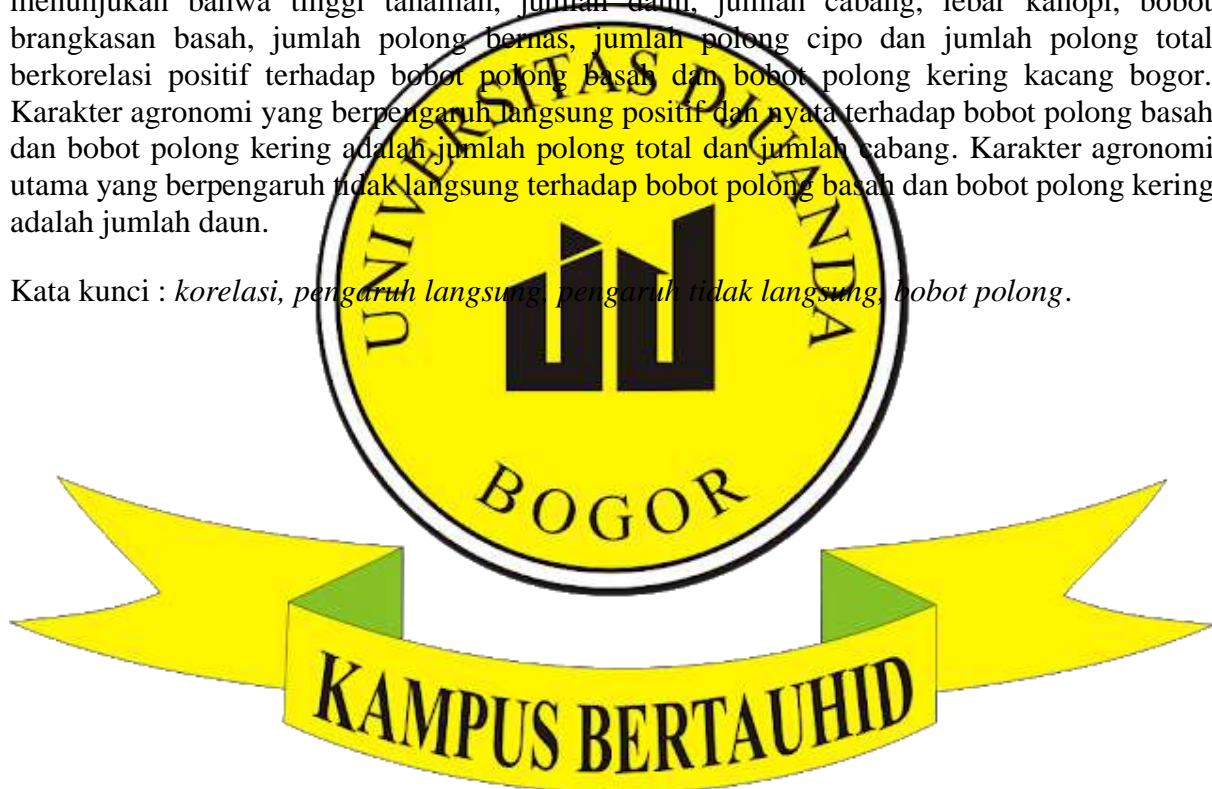 menunjukan bahwa tinggi tanaman, jumlah daun, jumlah cabang, lebar kanopi, bobot
brangkasan basah, jumlah polong bernas, jumlah polong cipo dan jumlah polong total
berkorelasi positif terhadap bobot polong basah dan bobot polong kering kacang bogor.
Karakter agronomi yang berpengaruh langsung positif dan nyata terhadap bobot polong basah
dan bobot polong kering adalah jumlah polong total dan jumlah cabang. Karakter agronomi
utama yang berpengaruh tidak langsung terhadap bobot polong basah dan bobot polong kering
adalah jumlah daun.
Kata kunci : korelasi, pengaruh langsung, pengaruh tidak langsung, bobot polong.
UNIVERSITAS DJUANDA
BOGOR
KAMPUS BERTAUHID